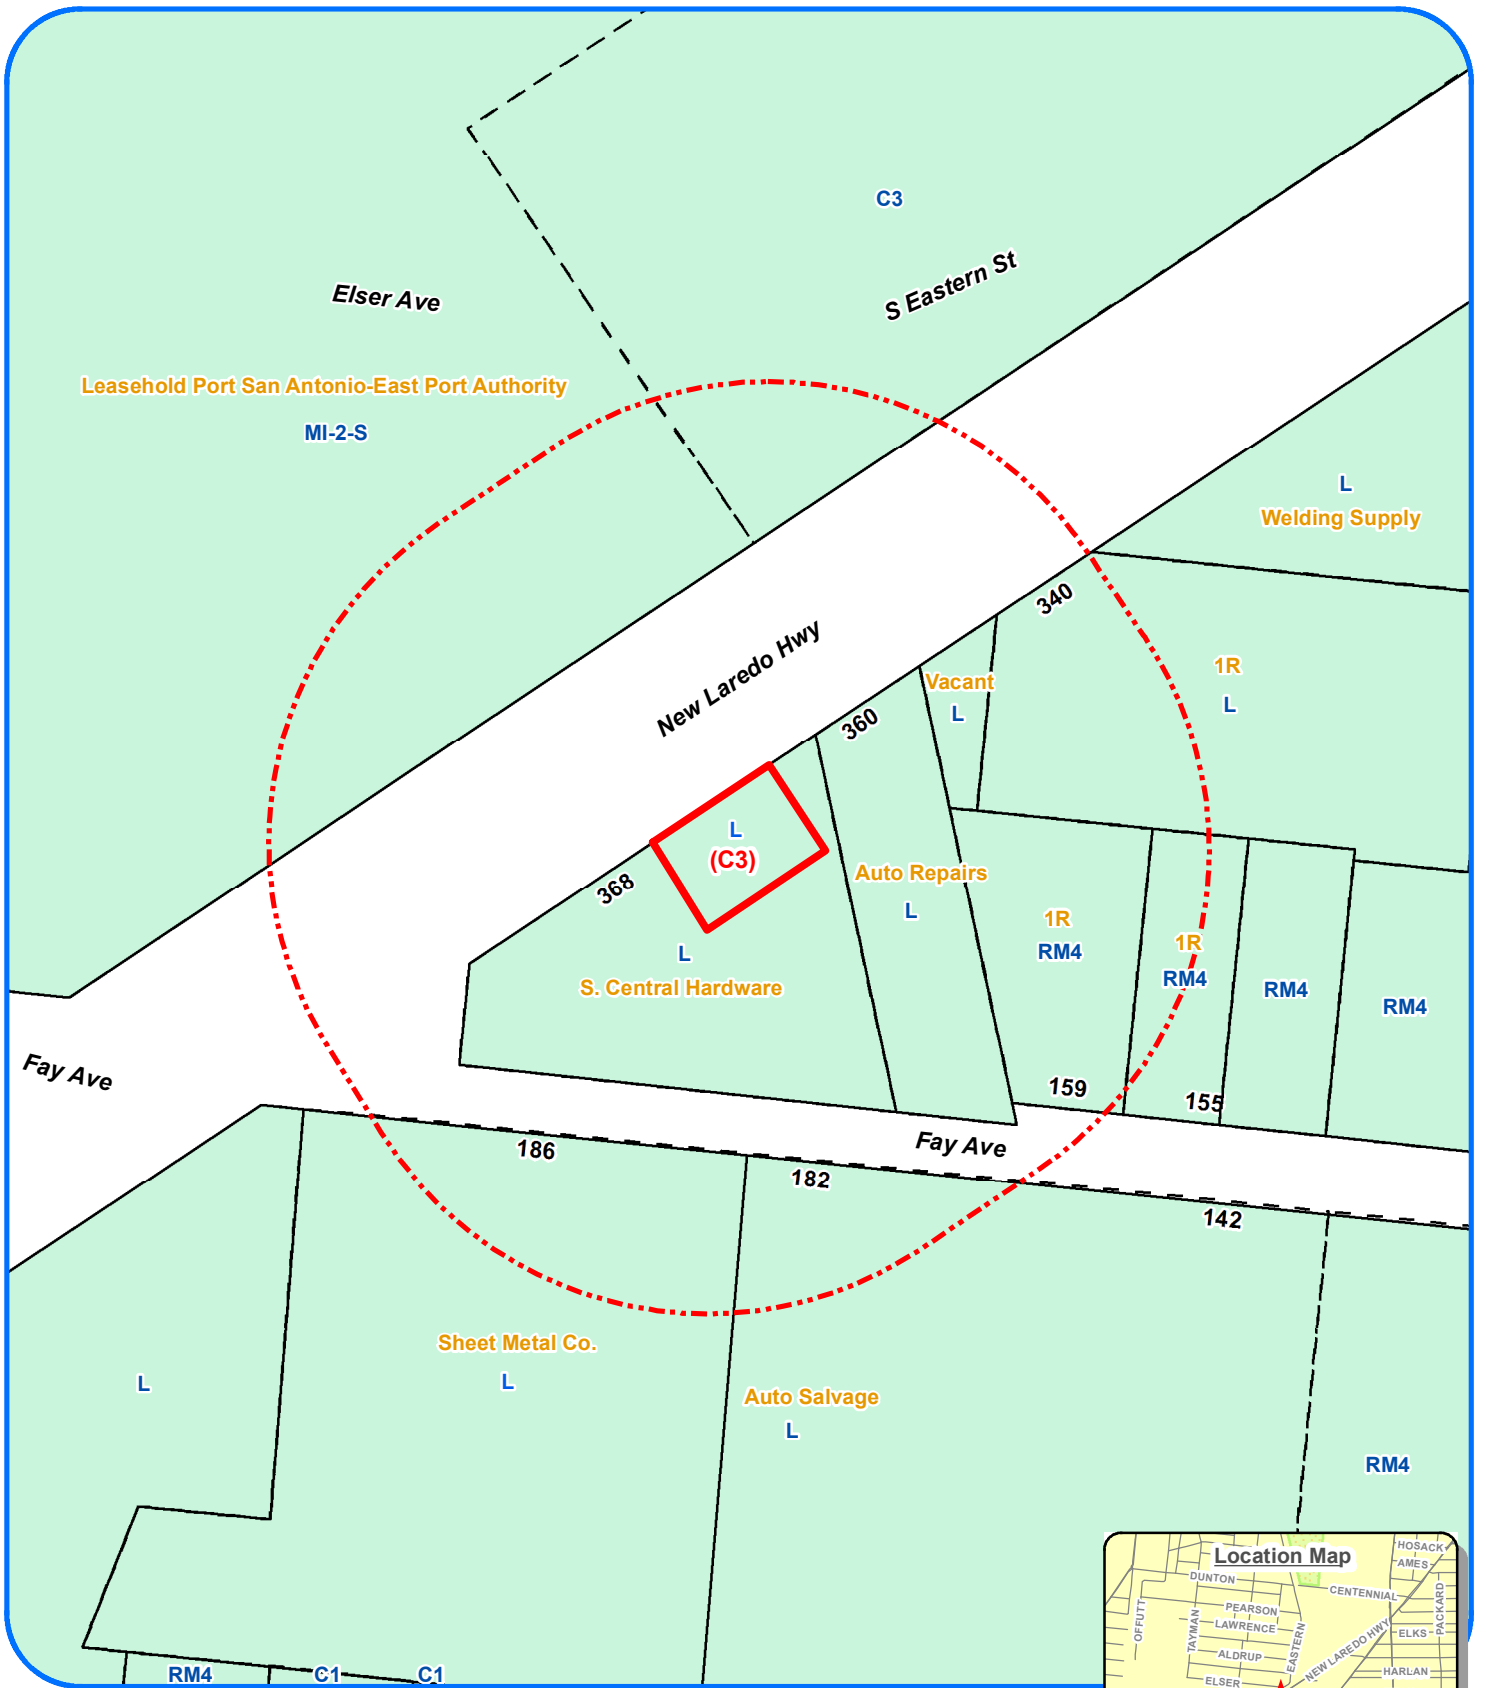 C3
S Eastern St
Elser Ave
Leasehold Port San Antonio-East Port Authority
MI-2-S
L
Welding Supply
340
New Laredo Hwy
1R
L
Vacant
L
360
L
(C3)
368
Auto Repairs
L
1R
RM4
1R
RM4
RM4
RM4
L
S. Central Hardware
Fay Ave
159
155
Fay Ave
186
182
142
Sheet Metal Co.
L
L
Auto Salvage
L
RM4
RM4
C1
C1
Location Map
HOSACK
AMES
DUNTON
CENTENNIAL
PACKARD
OFFUTT
PEARSON
TAYMAN
LAWRENCE
EASTERN
NEW LAREDO HWY
ELKS
ALDRUP
HARLAN
ELSER